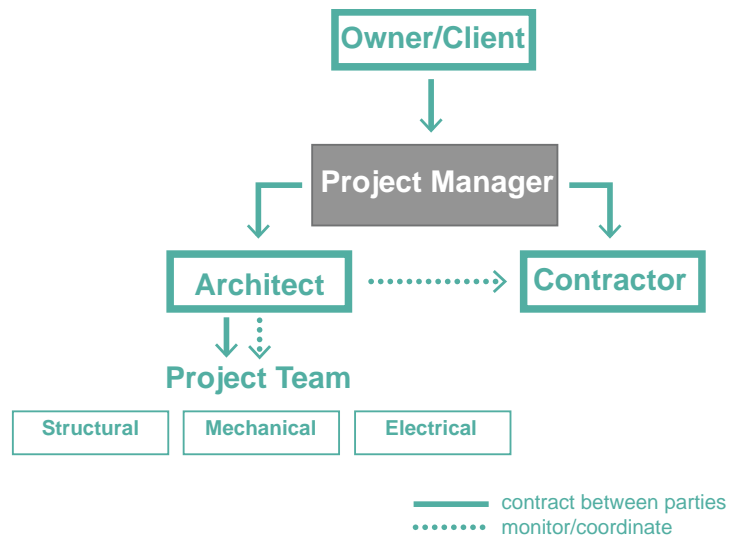 Owner/Client
Project Manager
Architect
Contractor
Project Team
Structural
Mechanical
Electrical
contract between parties
monitor/coordinate